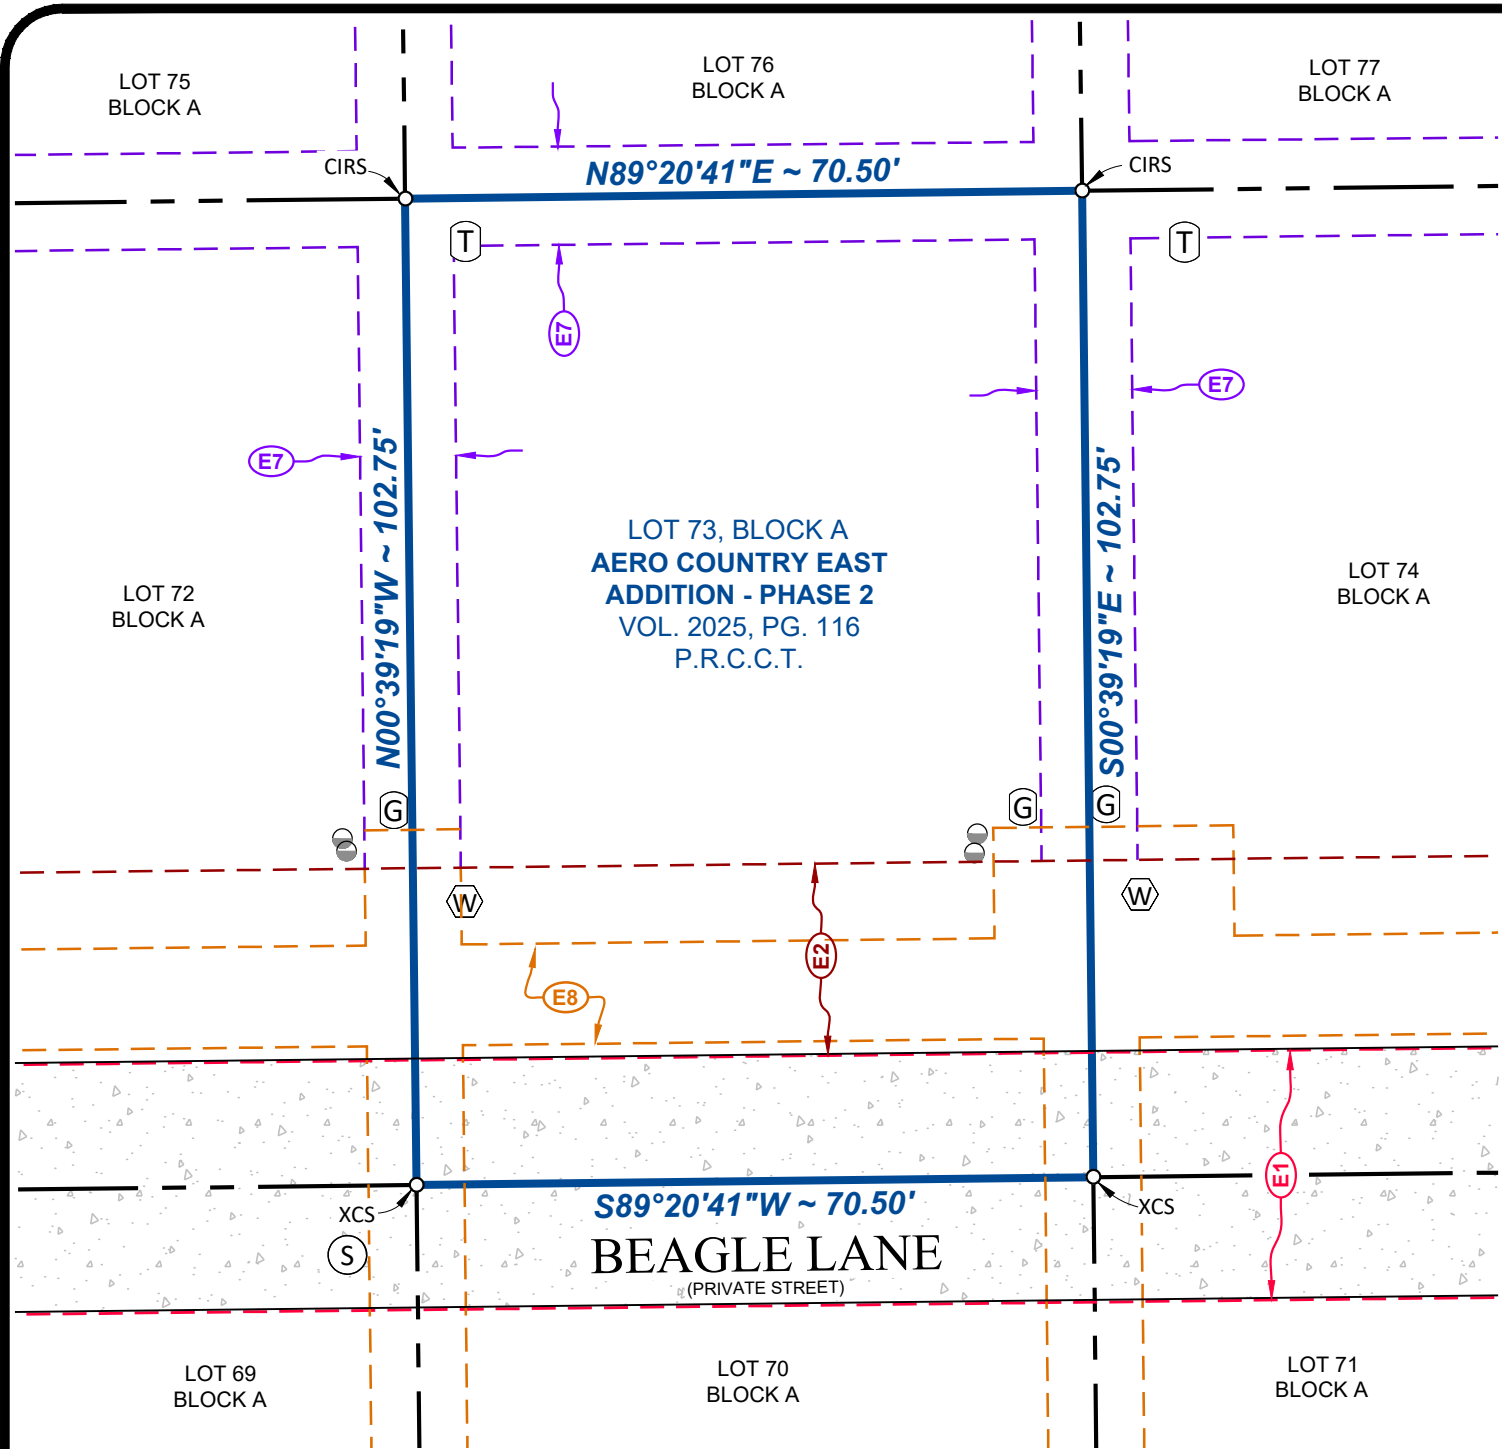 LOT 75
BLOCK A
LOT 76
BLOCK A
LOT 77
BLOCK A
CIRS
N89°20'41"E ~ 70.50'
CIRS
T
T
E7
E7
E7
N00°39'19"W ~ 102.75'
S00°39'19"E ~ 102.75'
LOT 73, BLOCK A
AERO COUNTRY EAST
ADDITION - PHASE 2
VOL. 2025, PG. 116
P.R.C.C.T.
LOT 72
BLOCK A
LOT 74
BLOCK A
G
G
G
W
W
E2
E8
E1
XCS
S89°20'41"W ~ 70.50'
XCS
S
BEAGLE LANE
(PRIVATE STREET)
LOT 69
BLOCK A
LOT 70
BLOCK A
LOT 71
BLOCK A